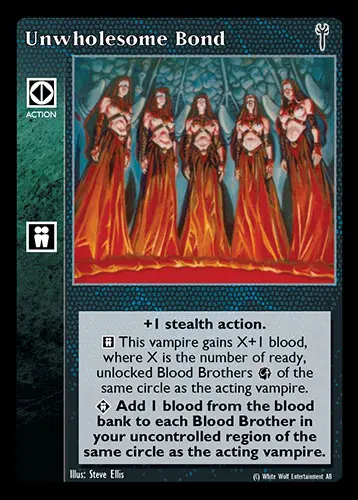 Unwholesome Bond
ACTION
+1 stealth action.
This vampire gains X+1 blood,
where X is the number of ready,
unlocked Blood Brothers of the
same circle as the acting vampire.
Add 1 blood from the blood
bank to each Blood Brother in
your uncontrolled region of the
same circle as the acting vampire.
Illus: Steve Ellis
(C) White Wolf Entertainment AB